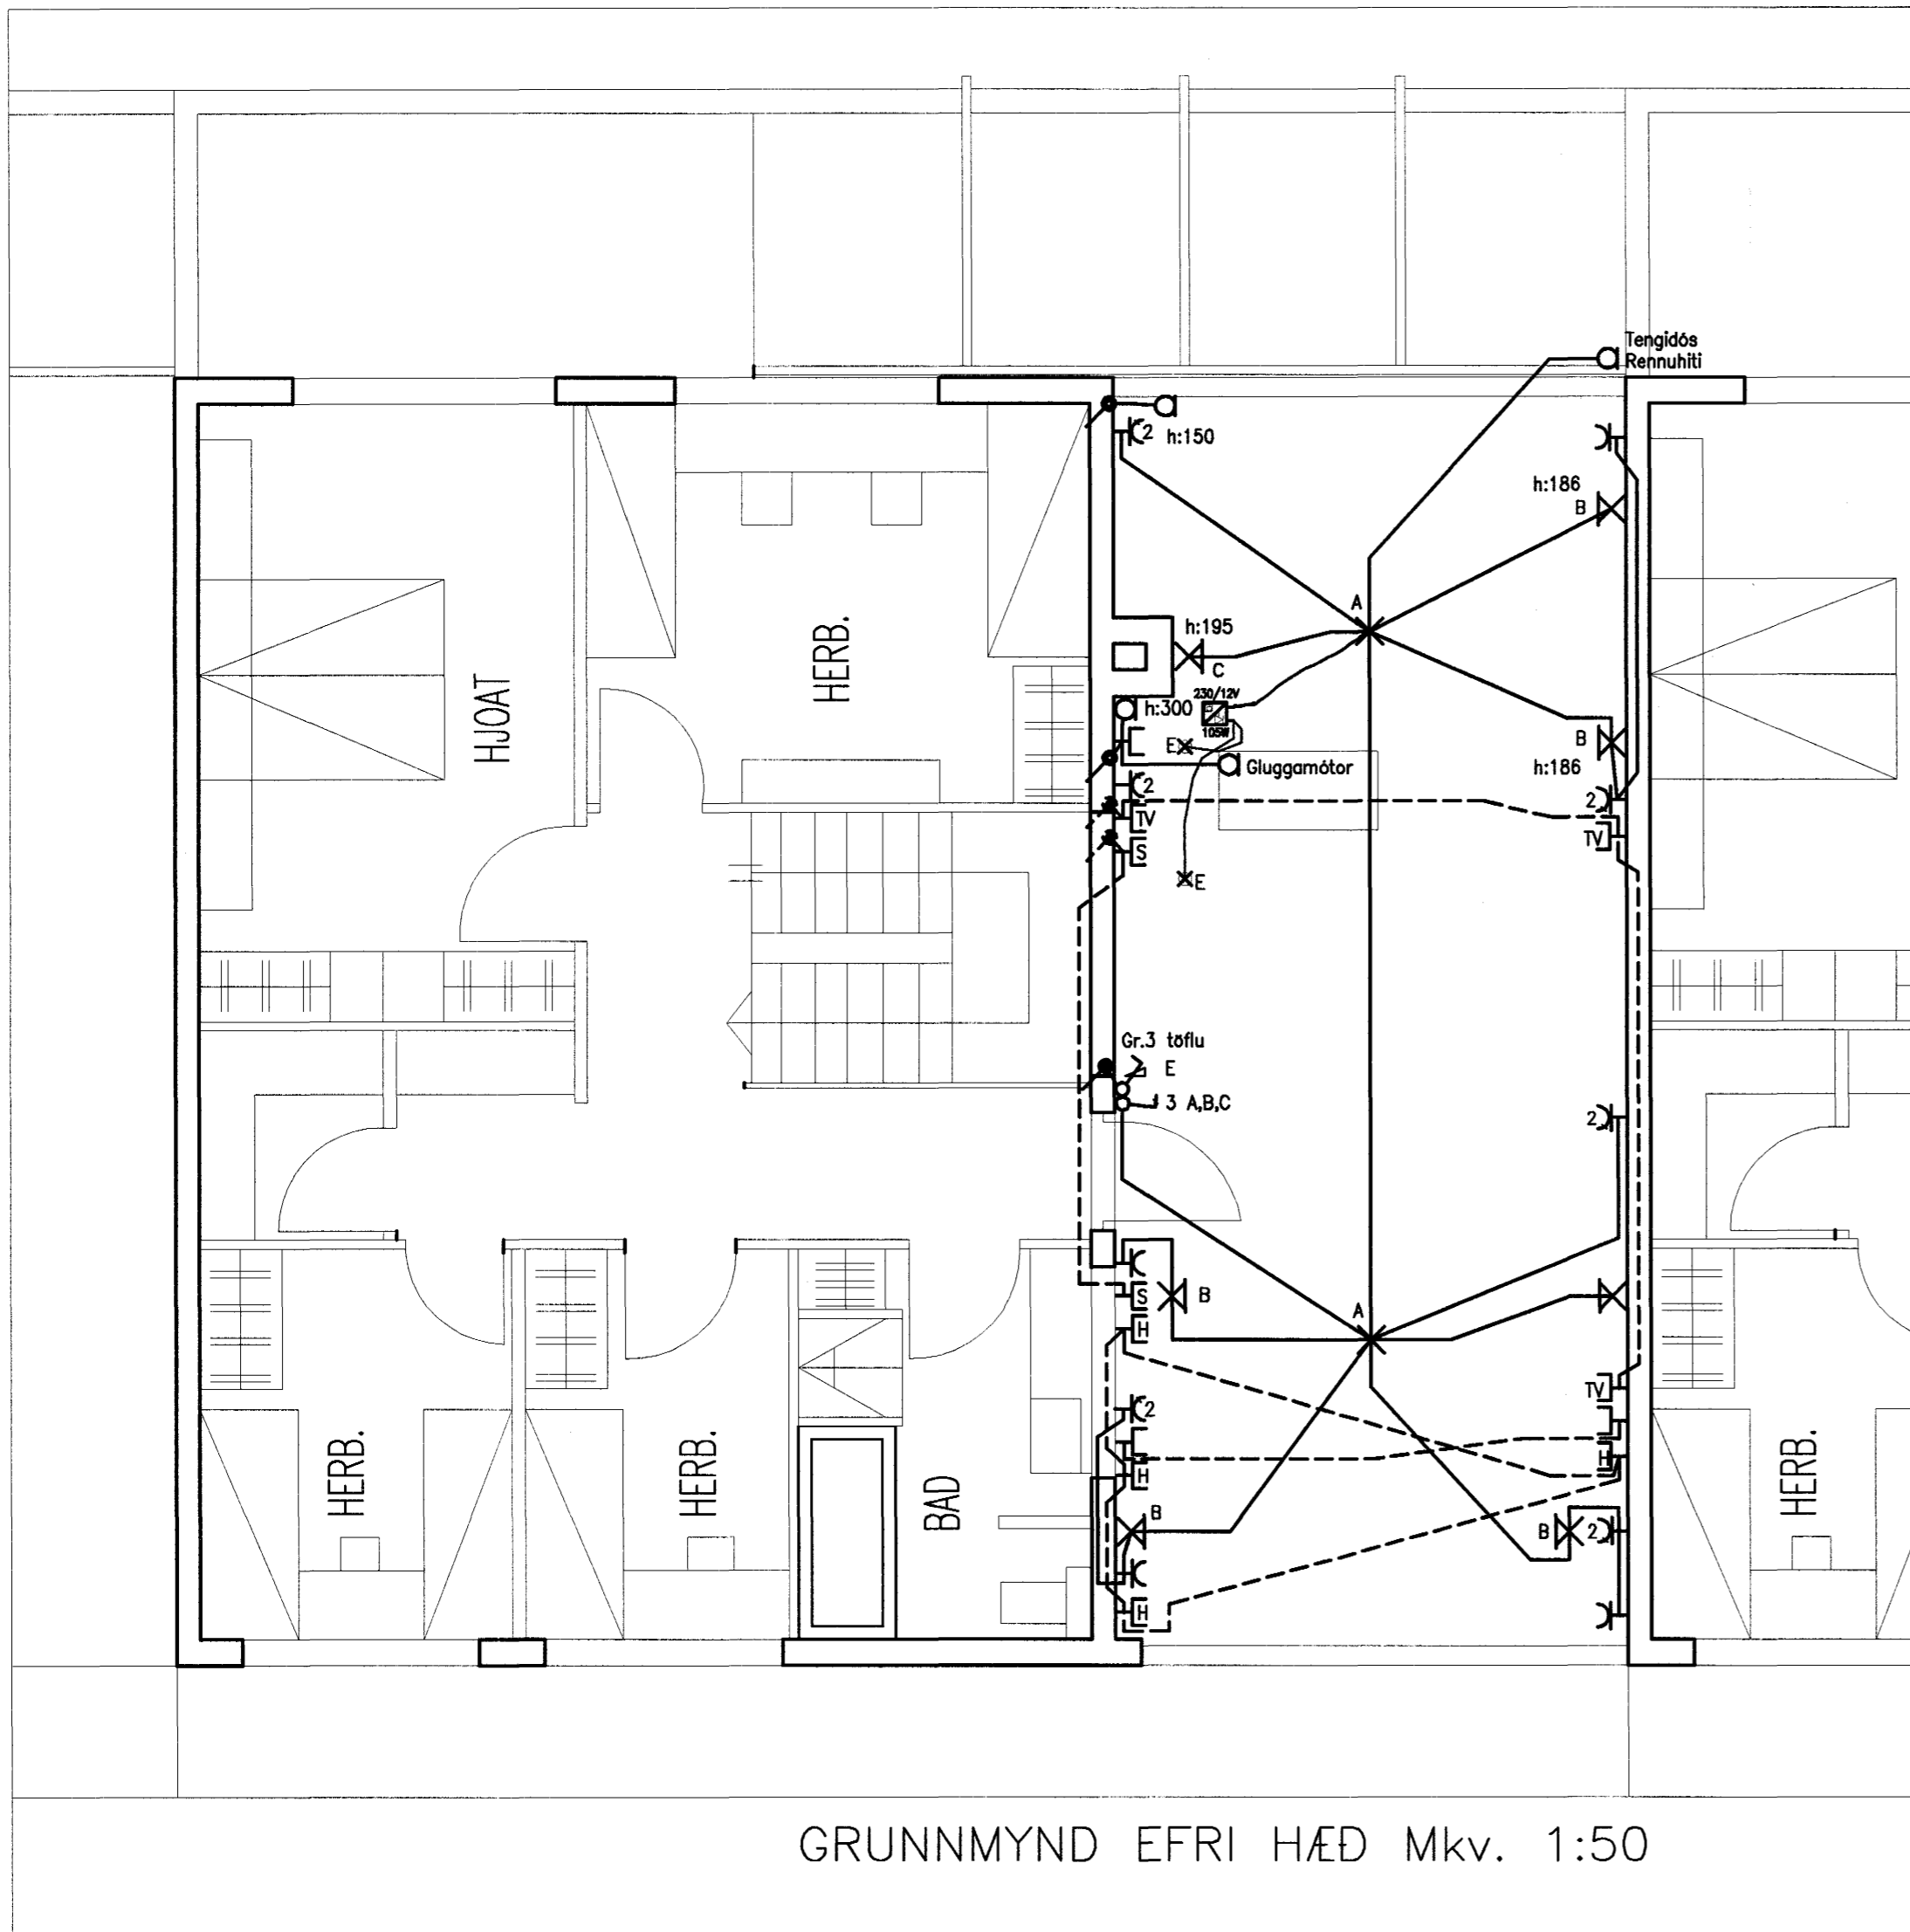 Tengidós
Rennuhiti
2
h:150
h:186
B
A
h:195
C
230/12V
h:300
105W
B
E
Gluggamótor
h:186
2
2
TV
TV
S
E
HERB.
HJOAT
Gr.3 töflu
E
3 A,B,C
2
S
B
A
H
TV
2
H
H
B
B
2
H
HERB.
HERB.
BAD
HERB.
GRUNNMYND EFRI HÆÐ Mkv. 1:50